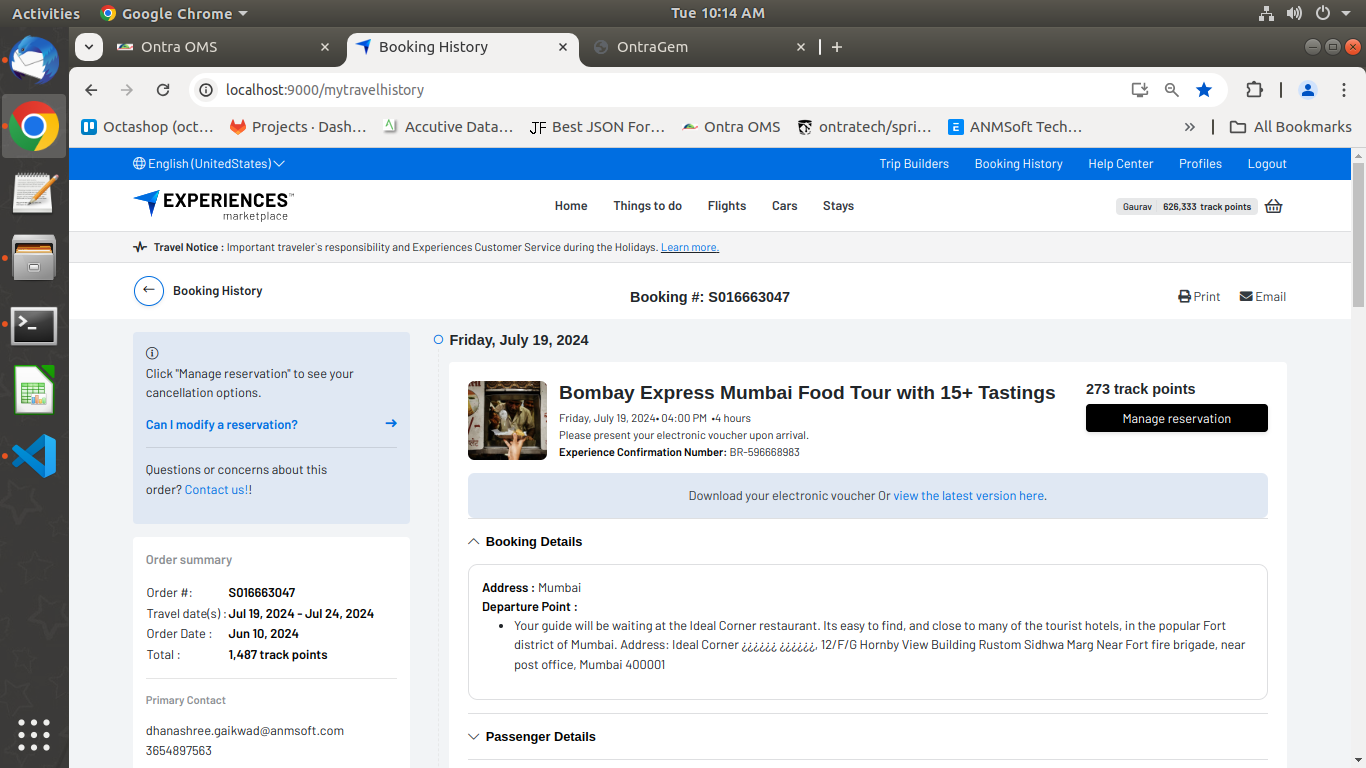 Activities
Google Chrome
Tue 10:14 AM
Ontra OMS
Booking History
OntraGem
localhost:9000/mytravelhistory
Octashop (oct...
Projects · Dash...
Accutive Data...
JF Best JSON For...
Ontra OMS
ontratech/spri...
ANMSoft Tech...
All Bookmarks
English (UnitedStates)
Trip Builders
Booking History
Help Center
Profiles
Logout
EXPERIENCES™
marketplace
Home
Things to do
Flights
Cars
Stays
Gaurav 626,333 track points
Travel Notice : Important traveler`s responsibility and Experiences Customer Service during the Holidays. Learn more.
Booking History
Booking #: S016663047
Print
Email
Click "Manage reservation" to see your
cancellation options.
Can I modify a reservation?
Questions or concerns about this
order? Contact us!!
Order summary
Order #: S016663047
Travel date(s) : Jul 19, 2024 - Jul 24, 2024
Order Date : Jun 10, 2024
Total : 1,487 track points
Primary Contact
dhanashree.gaikwad@anmsoft.com
3654897563
Friday, July 19, 2024
Bombay Express Mumbai Food Tour with 15+ Tastings
Friday, July 19, 2024• 04:00 PM •4 hours
Please present your electronic voucher upon arrival.
Experience Confirmation Number: BR-596668983
273 track points
Manage reservation
Download your electronic voucher Or view the latest version here.
Booking Details
Address : Mumbai
Departure Point :
• Your guide will be waiting at the Ideal Corner restaurant. Its easy to find, and close to many of the tourist hotels, in the popular Fort
district of Mumbai. Address: Ideal Corner ¿¿¿¿¿¿ ¿¿¿¿¿¿, 12/F/G Hornby View Building Rustom Sidhwa Marg Near Fort fire brigade, near
post office, Mumbai 400001
Passenger Details